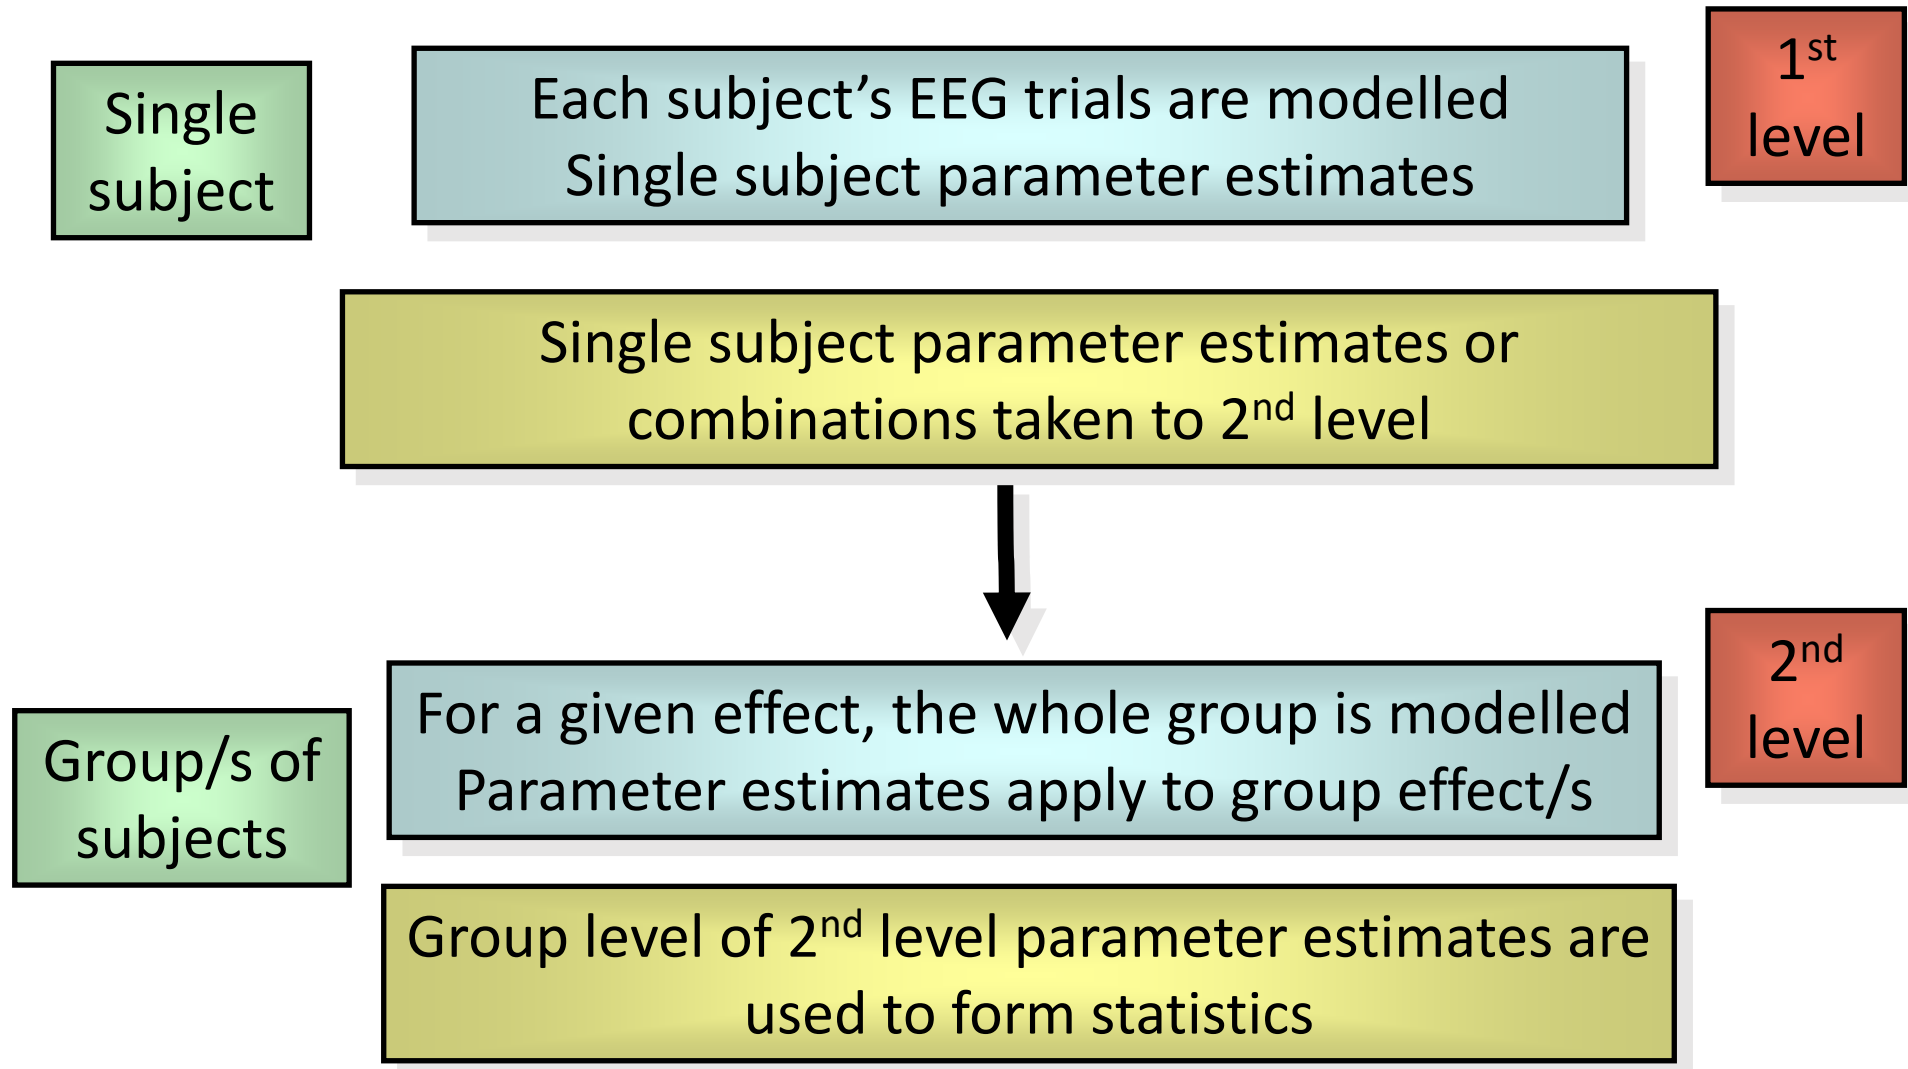 Single
subject
Each subject’s EEG trials are modelled
Single subject parameter estimates
1st
level
Single subject parameter estimates or
combinations taken to 2nd level
Group/s of
subjects
For a given effect, the whole group is modelled
Parameter estimates apply to group effect/s
2nd
level
Group level of 2nd level parameter estimates are
used to form statistics